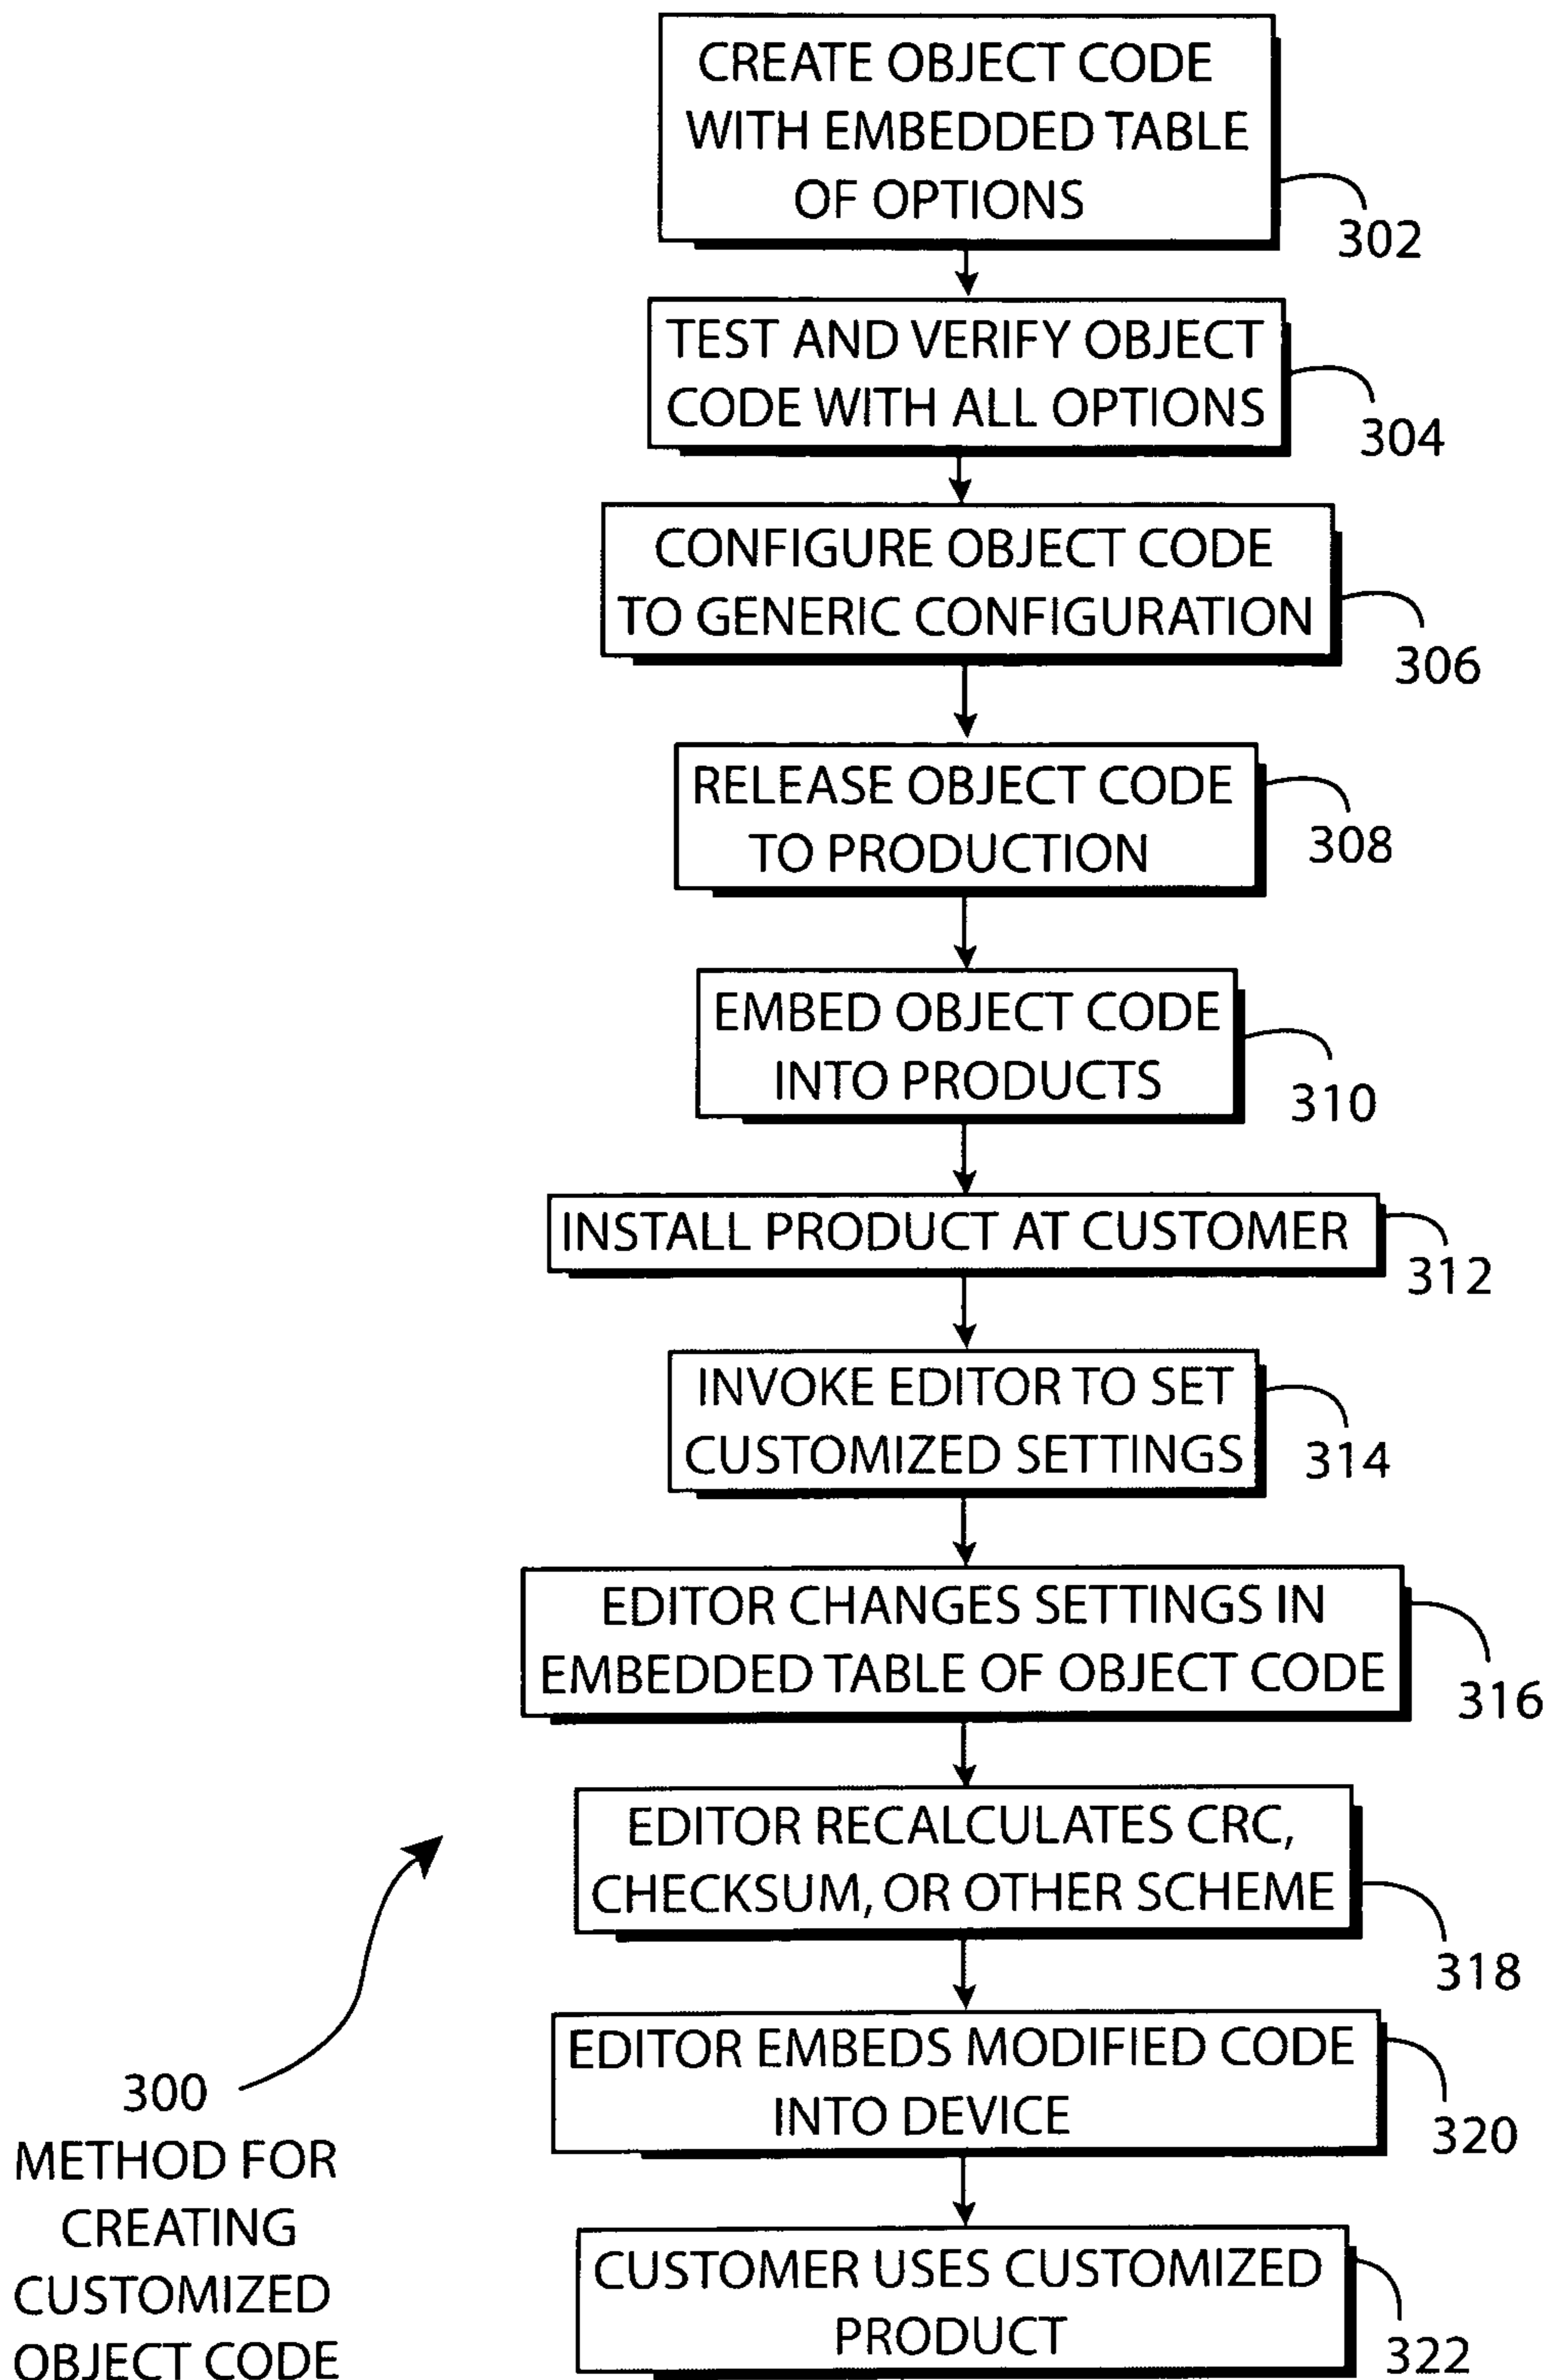 CREATE OBJECT CODE
WITH EMBEDDED TABLE
OF OPTIONS
302
TEST AND VERIFY OBJECT
CODE WITH ALL OPTIONS
304
CONFIGURE OBJECT CODE
TO GENERIC CONFIGURATION
306
RELEASE OBJECT CODE
TO PRODUCTION
308
EMBED OBJECT CODE
INTO PRODUCTS
310
INSTALL PRODUCT AT CUSTOMER
312
INVOKE EDITOR TO SET
CUSTOMIZED SETTINGS
314
EDITOR CHANGES SETTINGS IN
EMBEDDED TABLE OF OBJECT CODE
316
EDITOR RECALCULATES CRC,
CHECKSUM, OR OTHER SCHEME
318
EDITOR EMBEDS MODIFIED CODE
INTO DEVICE
320
CUSTOMER USES CUSTOMIZED
PRODUCT
322
300
METHOD FOR
CREATING
CUSTOMIZED
OBJECT CODE